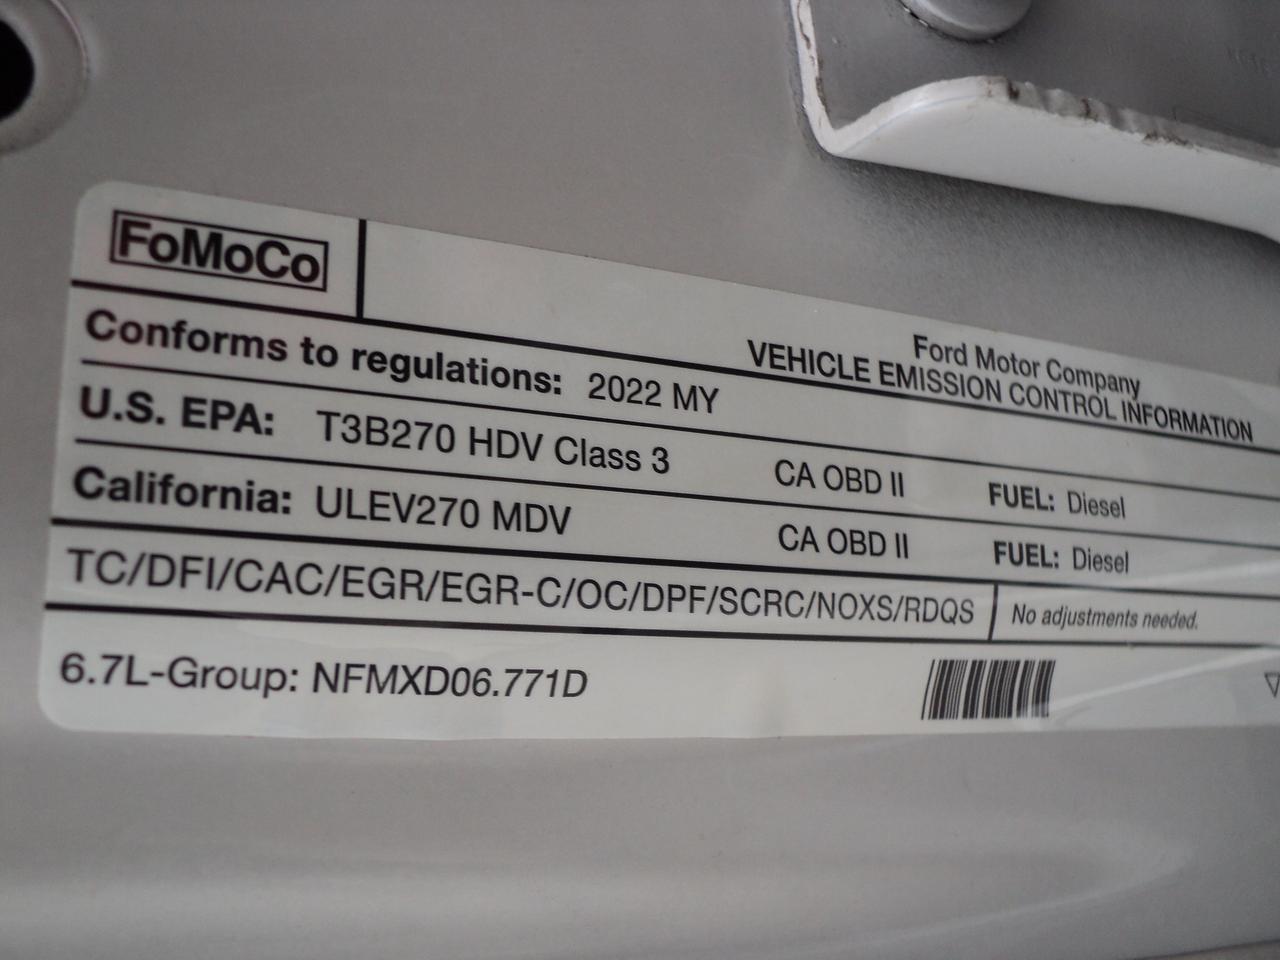 FoMoCo
Ford Motor Company
VEHICLE EMISSION CONTROL INFORMATION
Conforms to regulations: 2022 MY
U.S. EPA: T3B270 HDV Class 3 CA OBD II FUEL: Diesel
California: ULEV270 MDV CA OBD II FUEL: Diesel
TC/DFI/CAC/EGR/EGR-C/OC/DPF/SCRC/NOXS/RDQS No adjustments needed.
6.7L-Group: NFMXD06.771D